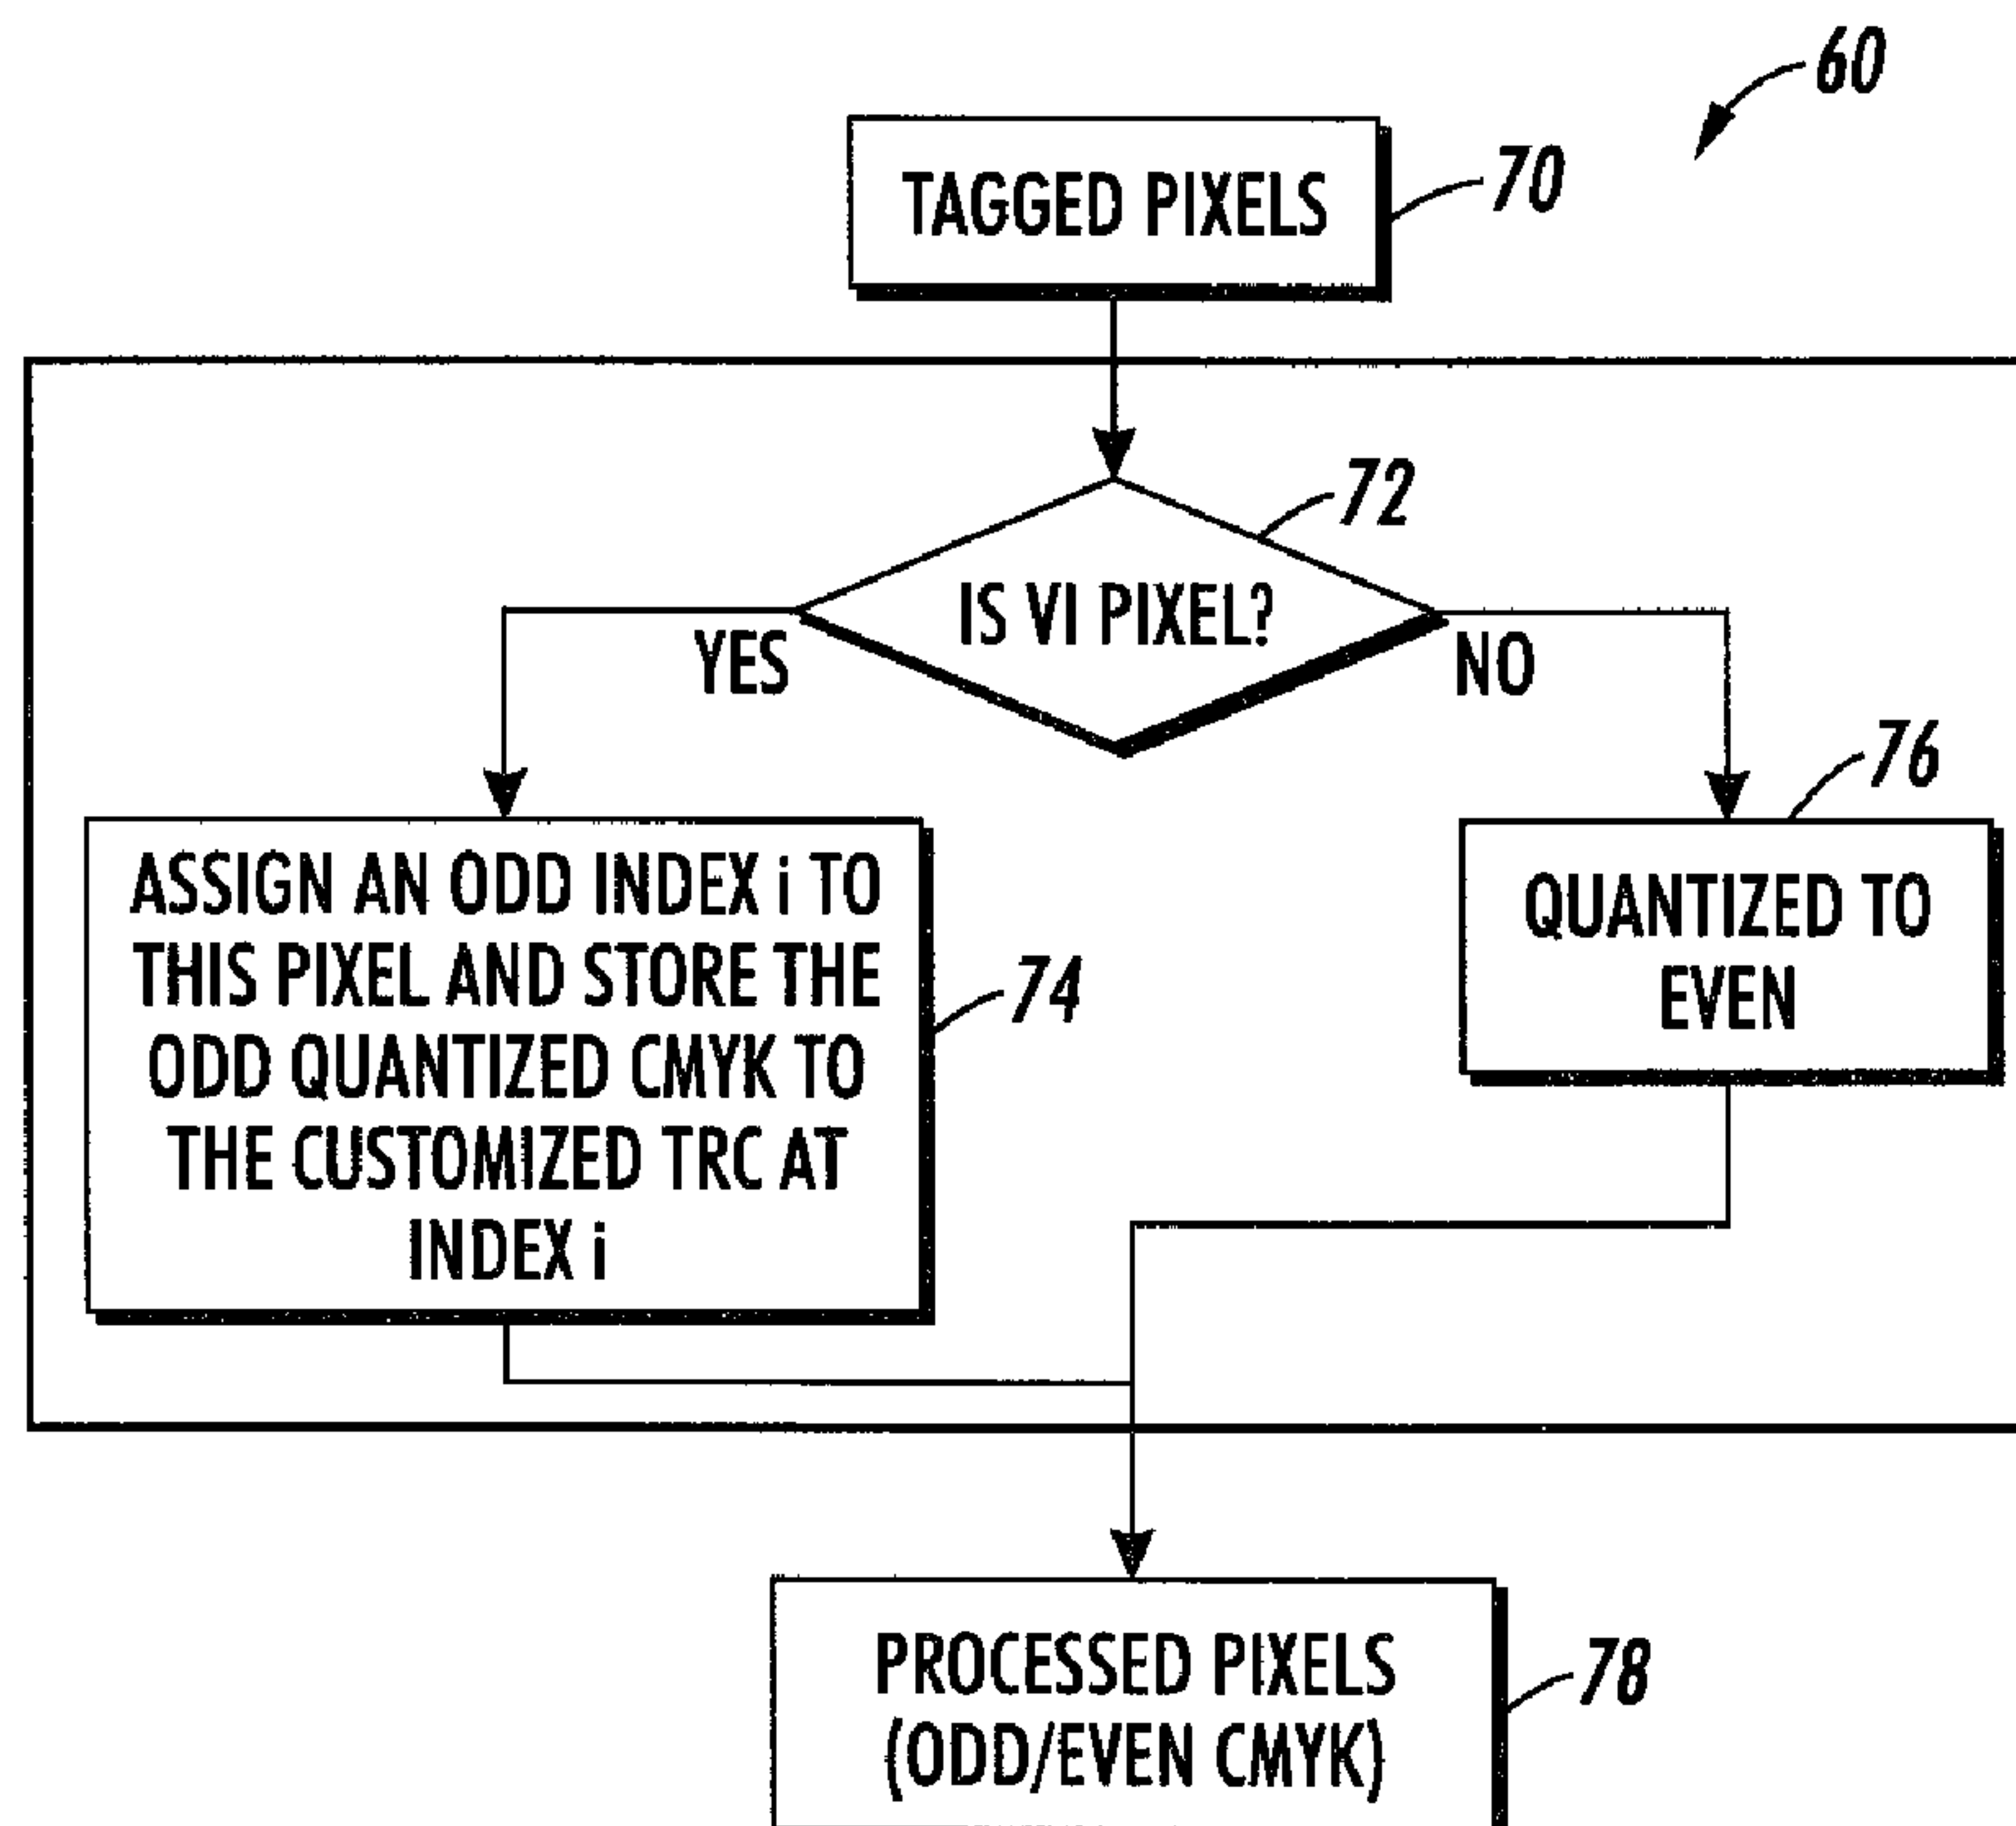 60
TAGGED PIXELS
70
72
IS VI PIXEL?
YES
NO
76
ASSIGN AN ODD INDEX i TO
THIS PIXEL AND STORE THE
ODD QUANTIZED CMYK TO
THE CUSTOMIZED TRC AT
INDEX i
74
QUANTIZED TO
EVEN
PROCESSED PIXELS
(ODD/EVEN CMYK)
78